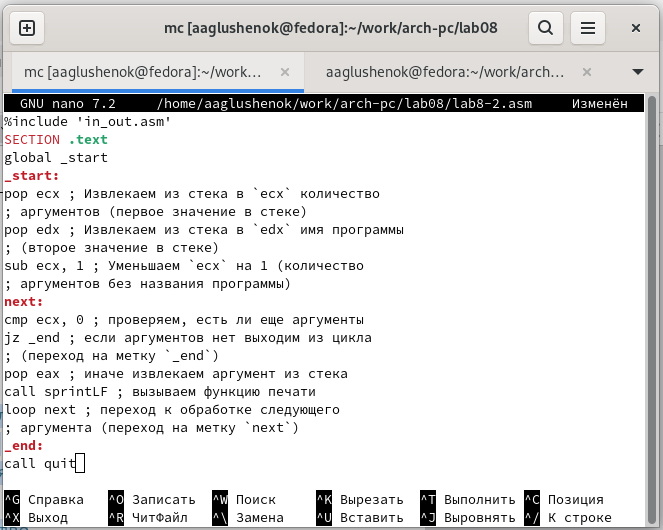 mc [aaglushenok@fedora]:~/work/arch-pc/lab08
mc [aaglushenok@fedora]:~/work... ×
aaglushenok@fedora:~/work/arch... ×
GNU nano 7.2 /home/aaglushenok/work/arch-pc/lab08/lab8-2.asm Изменён
%include 'in_out.asm'
SECTION .text
global _start
_start:
pop ecx ; Извлекаем из стека в `ecx` количество
; аргументов (первое значение в стеке)
pop edx ; Извлекаем из стека в `edx` имя программы
; (второе значение в стеке)
sub ecx, 1 ; Уменьшаем `ecx` на 1 (количество
; аргументов без названия программы)
next:
cmp ecx, 0 ; проверяем, есть ли еще аргументы
jz _end ; если аргументов нет выходим из цикла
; (переход на метку `_end`)
pop eax ; иначе извлекаем аргумент из стека
call sprintLF ; вызываем функцию печати
loop next ; переход к обработке следующего
; аргумента (переход на метку `next`)
_end:
call quit
^G Справка ^O Записать ^W Поиск ^K Вырезать ^T Выполнить ^C Позиция
^X Выход ^R ЧитФайл ^\ Замена ^U Вставить ^J Выровнять ^/ К строке